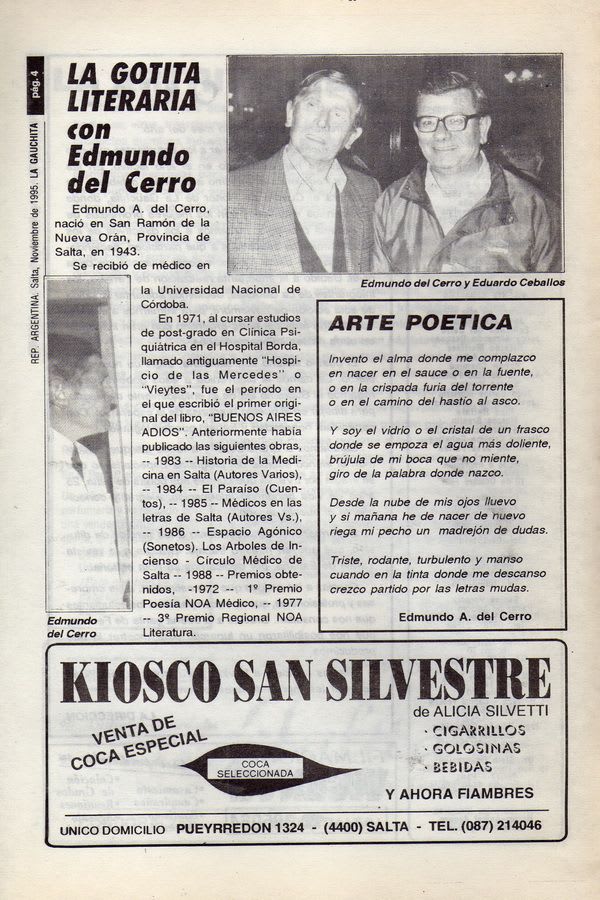 pág. 4
REP. ARGENTINA. Salta, Noviembre de 1995. LA GAUCHITA
LA GOTITA
LITERARIA
con
Edmundo
del Cerro
Edmundo A. del Cerro,
nació en San Ramón de la
Nueva Orán, Provincia de
Salta, en 1943.
Se recibió de médico en
la Universidad Nacional de
Córdoba.
En 1971, al cursar estudios
de post-grado en Clínica Psi-
quiátrica en el Hospital Borda,
llamado antiguamente "Hospi-
cio de las Mercedes" o
"Vieytes", fue el período en
el que escribió el primer origi-
nal del libro, "BUENOS AIRES
ADIOS". Anteriormente había
publicado las siguientes obras,
-- 1983 -- Historia de la Medi-
cina en Salta (Autores Varios),
-- 1984 -- El Paraíso (Cuen-
tos), -- 1985 -- Médicos en las
letras de Salta (Autores Vs.),
-- 1986 -- Espacio Agónico
(Sonetos). Los Arboles de In-
cienso - Círculo Médico de
Salta -- 1988 -- Premios obte-
nidos, -1972 -- 1º Premio
Poesía NOA Médico, -- 1977
-- 3º Premio Regional NOA
Literatura.
Edmundo
del Cerro
Edmundo del Cerro y Eduardo Ceballos
ARTE POETICA
Invento el alma donde me complazco
en nacer en el sauce o en la fuente,
o en la crispada furia del torrente
o en el camino del hastío al asco.
Y soy el vidrio o el cristal de un frasco
donde se empoza el agua más doliente,
brújula de mi boca que no miente,
giro de la palabra donde nazco.
Desde la nube de mis ojos lluevo
y si mañana he de nacer de nuevo
riega mi pecho un madrejón de dudas.
Triste, rodante, turbulento y manso
cuando en la tinta donde me descanso
crezco partido por las letras mudas.
Edmundo A. del Cerro
KIOSCO SAN SILVESTRE
de ALICIA SILVETTI
VENTA DE
COCA ESPECIAL
COCA
SELECCIONADA
· CIGARRILLOS
· GOLOSINAS
· BEBIDAS
Y AHORA FIAMBRES
UNICO DOMICILIO PUEYRREDON 1324 - (4400) SALTA - TEL. (087) 214046